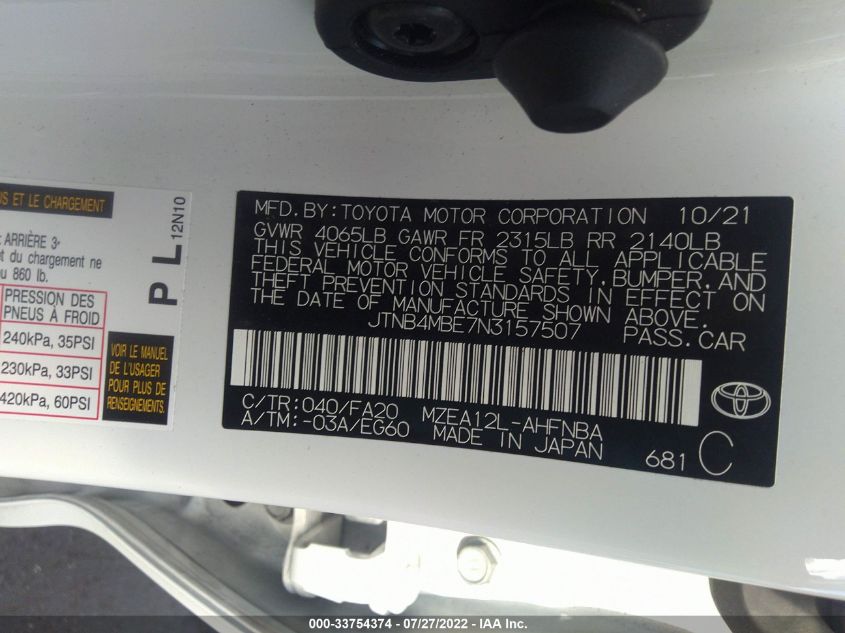 US ET LE CHARGEMENT
: ARRIÈRE 3
t du chargement ne
u 860 lb.
PRESSION DES
PNEUS À FROID
240kPa, 35PSI
230kPa, 33PSI
420kPa, 60PSI
P L
12N10
VOIR LE MANUEL
DE L'USAGER
POUR PLUS DE
RENSEIGNEMENTS.
MFD. BY: TOYOTA MOTOR CORPORATION 10/21
GVWR 4065LB GAWR FR 2315LB RR 2140LB
THIS VEHICLE CONFORMS TO ALL APPLICABLE
FEDERAL MOTOR VEHICLE SAFETY, BUMPER, AND
THEFT PREVENTION STANDARDS IN EFFECT ON
THE DATE OF MANUFACTURE SHOWN ABOVE.
JTNB4MBE7N3157507 PASS. CAR
C/TR: 040/FA20 MZEA12L-AHFNBA
A/TM: -03A/EG60 MADE IN JAPAN
681 C
TOYOTA
000-33754374 - 07/27/2022 - IAA Inc.